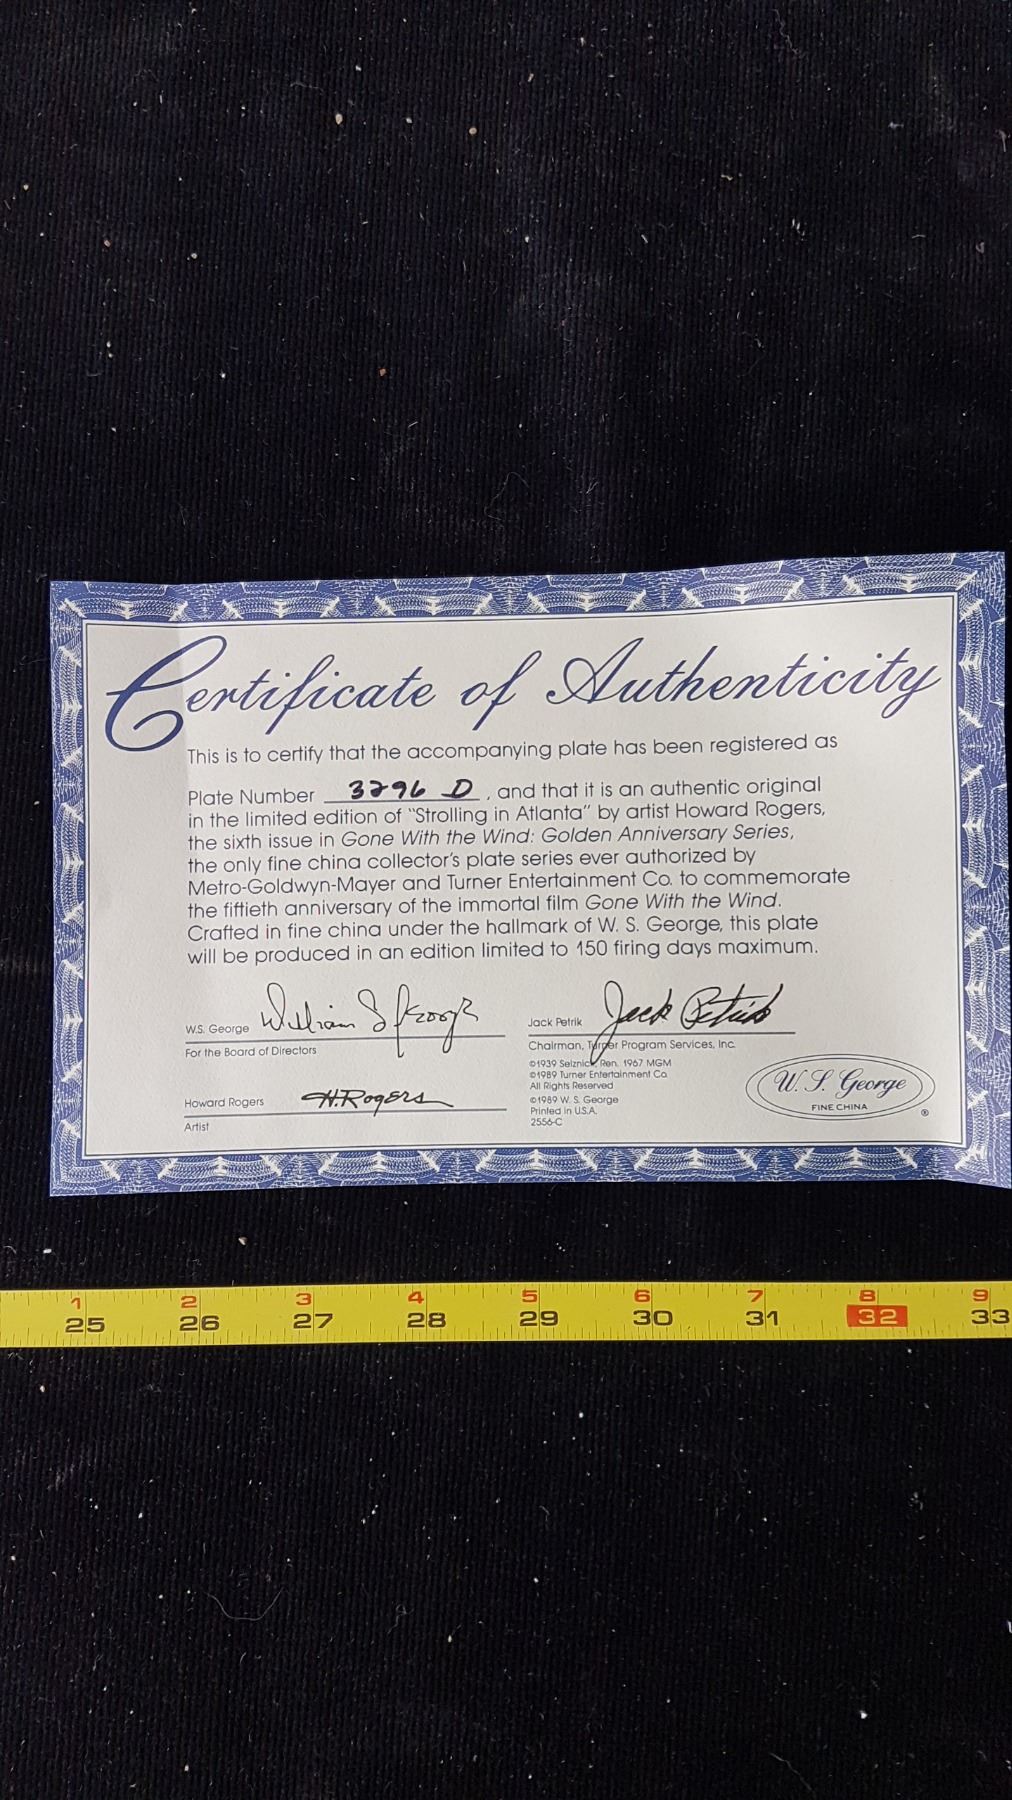 Certificate of Authenticity
This is to certify that the accompanying plate has been registered as
Plate Number 3296 D, and that it is an authentic original
in the limited edition of "Strolling in Atlanta" by artist Howard Rogers,
the sixth issue in Gone With the Wind: Golden Anniversary Series,
the only fine china collector's plate series ever authorized by
Metro-Goldwyn-Mayer and Turner Entertainment Co. to commemorate
the fiftieth anniversary of the immortal film Gone With the Wind.
Crafted in fine china under the hallmark of W. S. George, this plate
will be produced in an edition limited to 150 firing days maximum.
W.S. George William S George
For the Board of Directors
Howard Rogers H. Rogers
Artist
Jack Petrik Jack Petrik
Chairman, Turner Program Services, Inc.
©1939 Selznick, Ren. 1967 MGM
©1989 Turner Entertainment Co.
All Rights Reserved
©1989 W. S. George
Printed in U.S.A.
2556-C
W. S. George
FINE CHINA
®
1 2 3 4 5 6 7 8 9
25 26 27 28 29 30 31 32 33